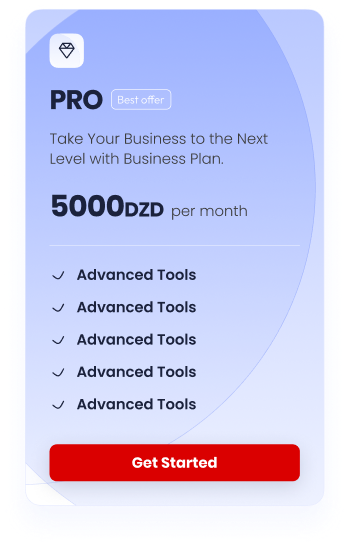 PRO Best offer
Take Your Business to the Next
Level with Business Plan.
5000DZD per month
Advanced Tools
Advanced Tools
Advanced Tools
Advanced Tools
Advanced Tools
Get Started